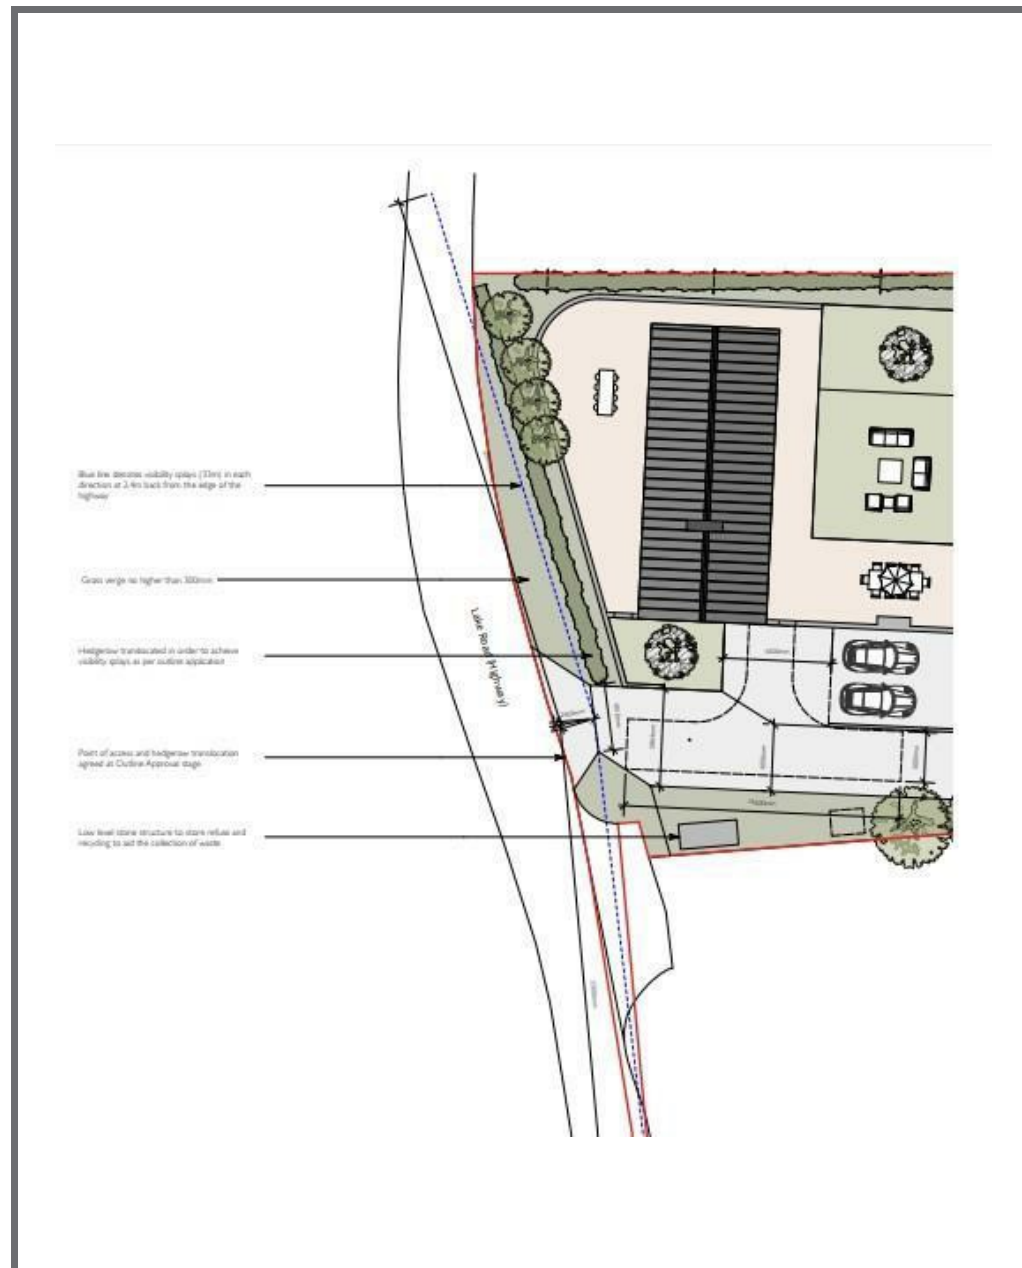 Blue line denotes visibility splays (33m) in each
direction at 2.4m back from the edge of the
highway
Grass verge no higher than 300mm
Hedgerow translocated in order to achieve
visibility splays as per outline application
Lake Road (Highway)
Point of access and hedgerow translocation
agreed at Outline Approval stage
Low level stone structure to store refuse and
recycling to aid the collection of waste